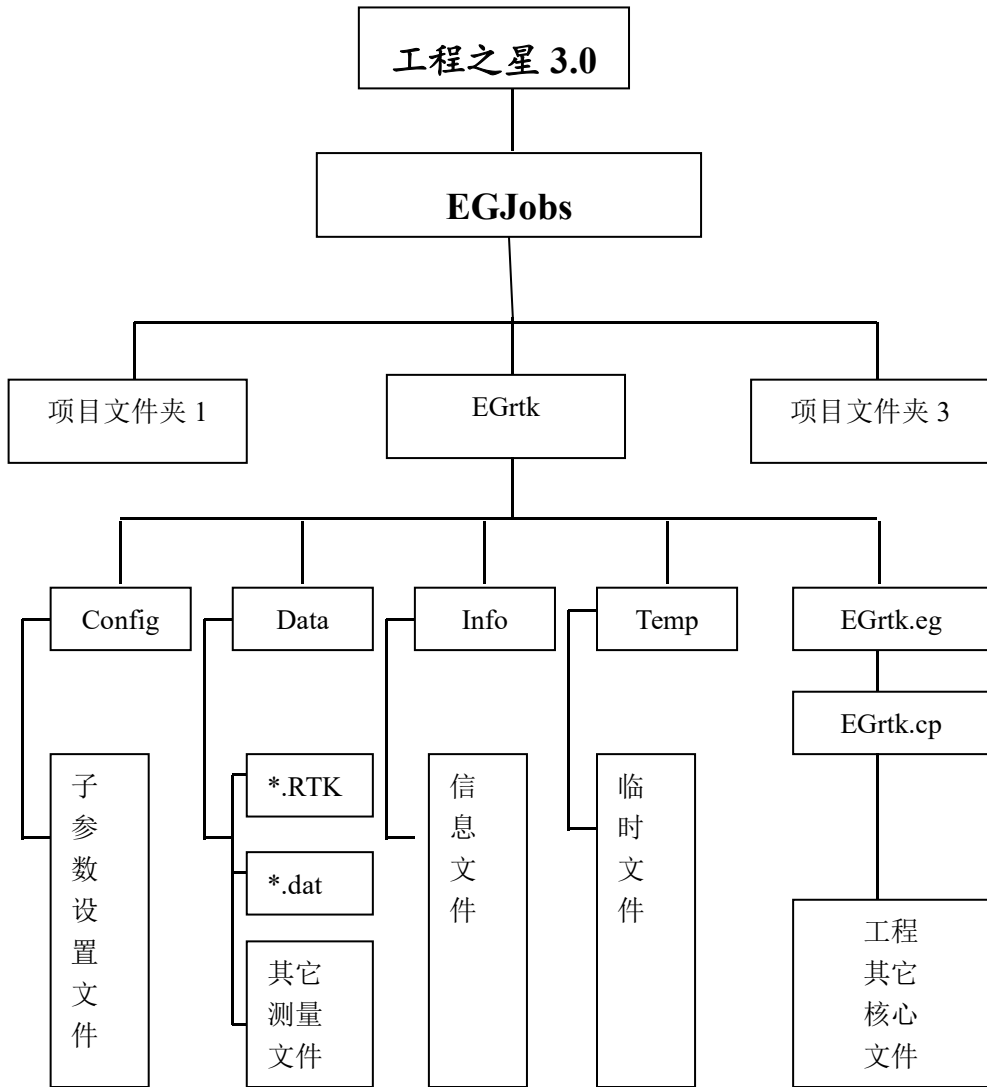 工程之星 3.0
EGJobs
项目文件夹 1
EGrtk
项目文件夹 3
Config
Data
Info
Temp
EGrtk.eg
EGrtk.cp
子
参
数
设
置
文
件
*.RTK
*.dat
其它
测量
文件
信
息
文
件
临
时
文
件
工程
其它
核心
文件